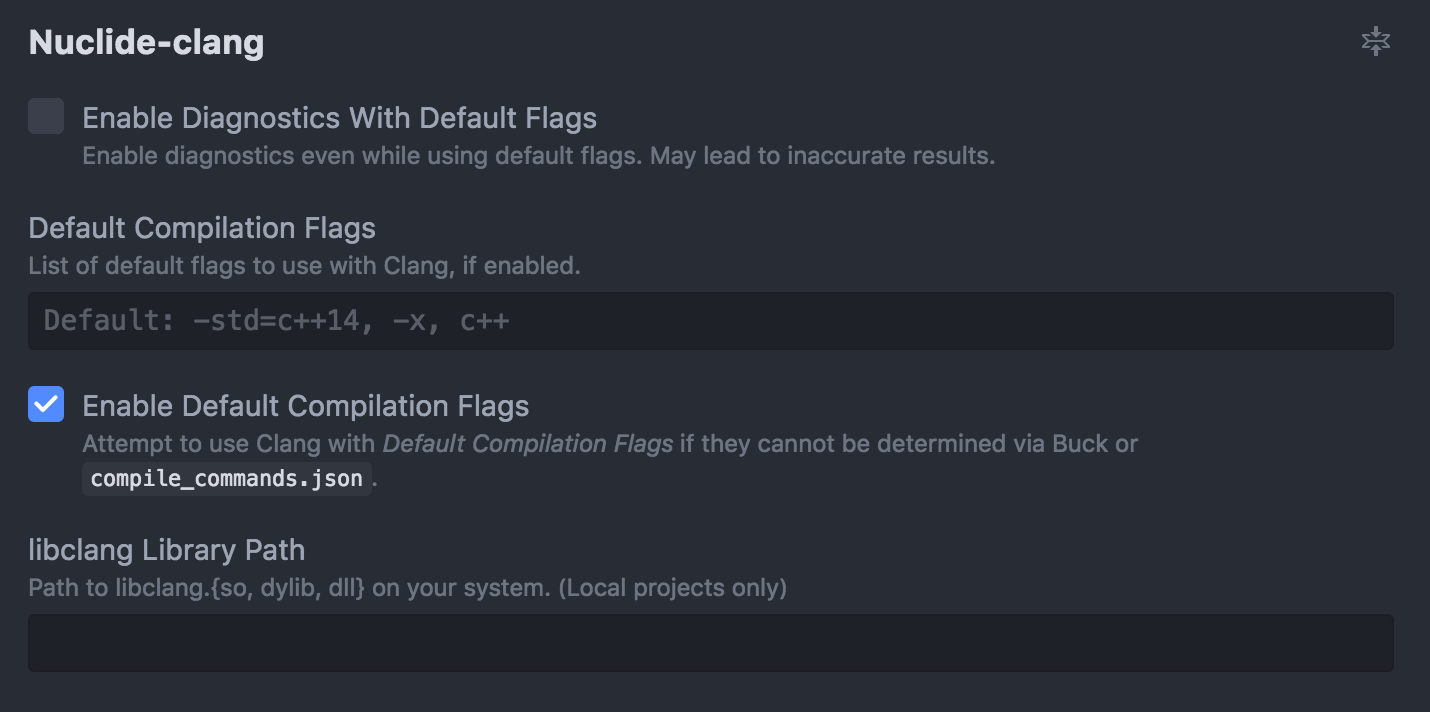 Nuclide-clang
Enable Diagnostics With Default Flags
Enable diagnostics even while using default flags. May lead to inaccurate results.
Default Compilation Flags
List of default flags to use with Clang, if enabled.
Default: -std=c++14, -x, c++
Enable Default Compilation Flags
Attempt to use Clang with Default Compilation Flags if they cannot be determined via Buck or
compile_commands.json.
libclang Library Path
Path to libclang.{so, dylib, dll} on your system. (Local projects only)